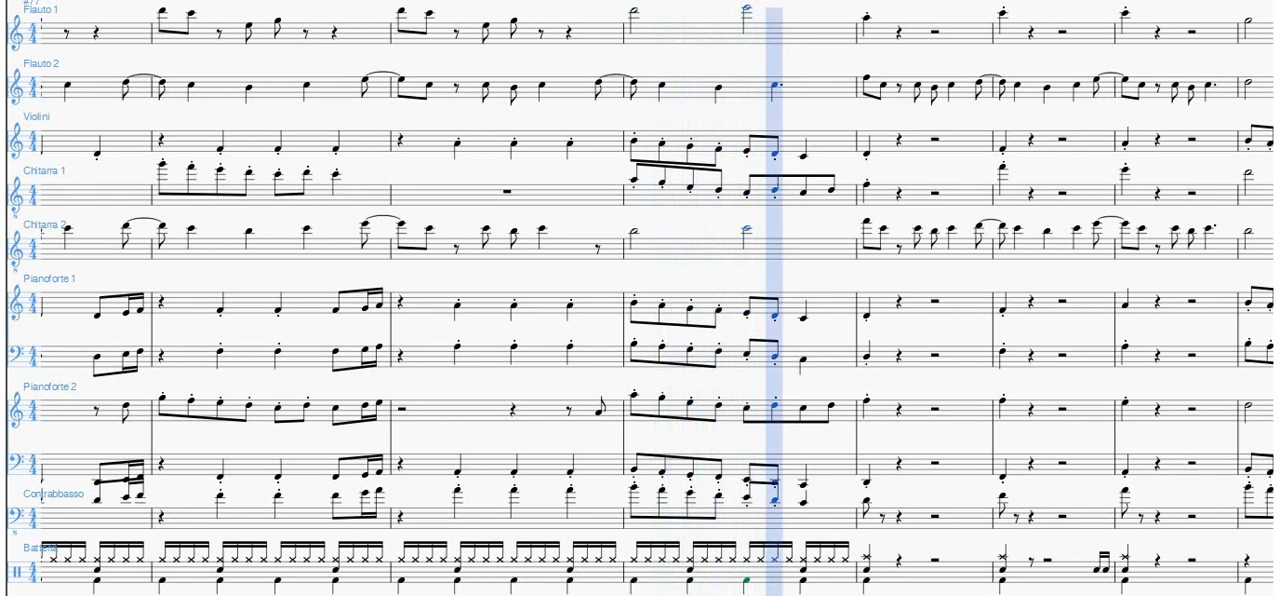 #77
Flauto 1
Flauto 2
Violini
Chitarra 1
Chitarra 2
Pianoforte 1
Pianoforte 2
Contrabbasso
Batteria